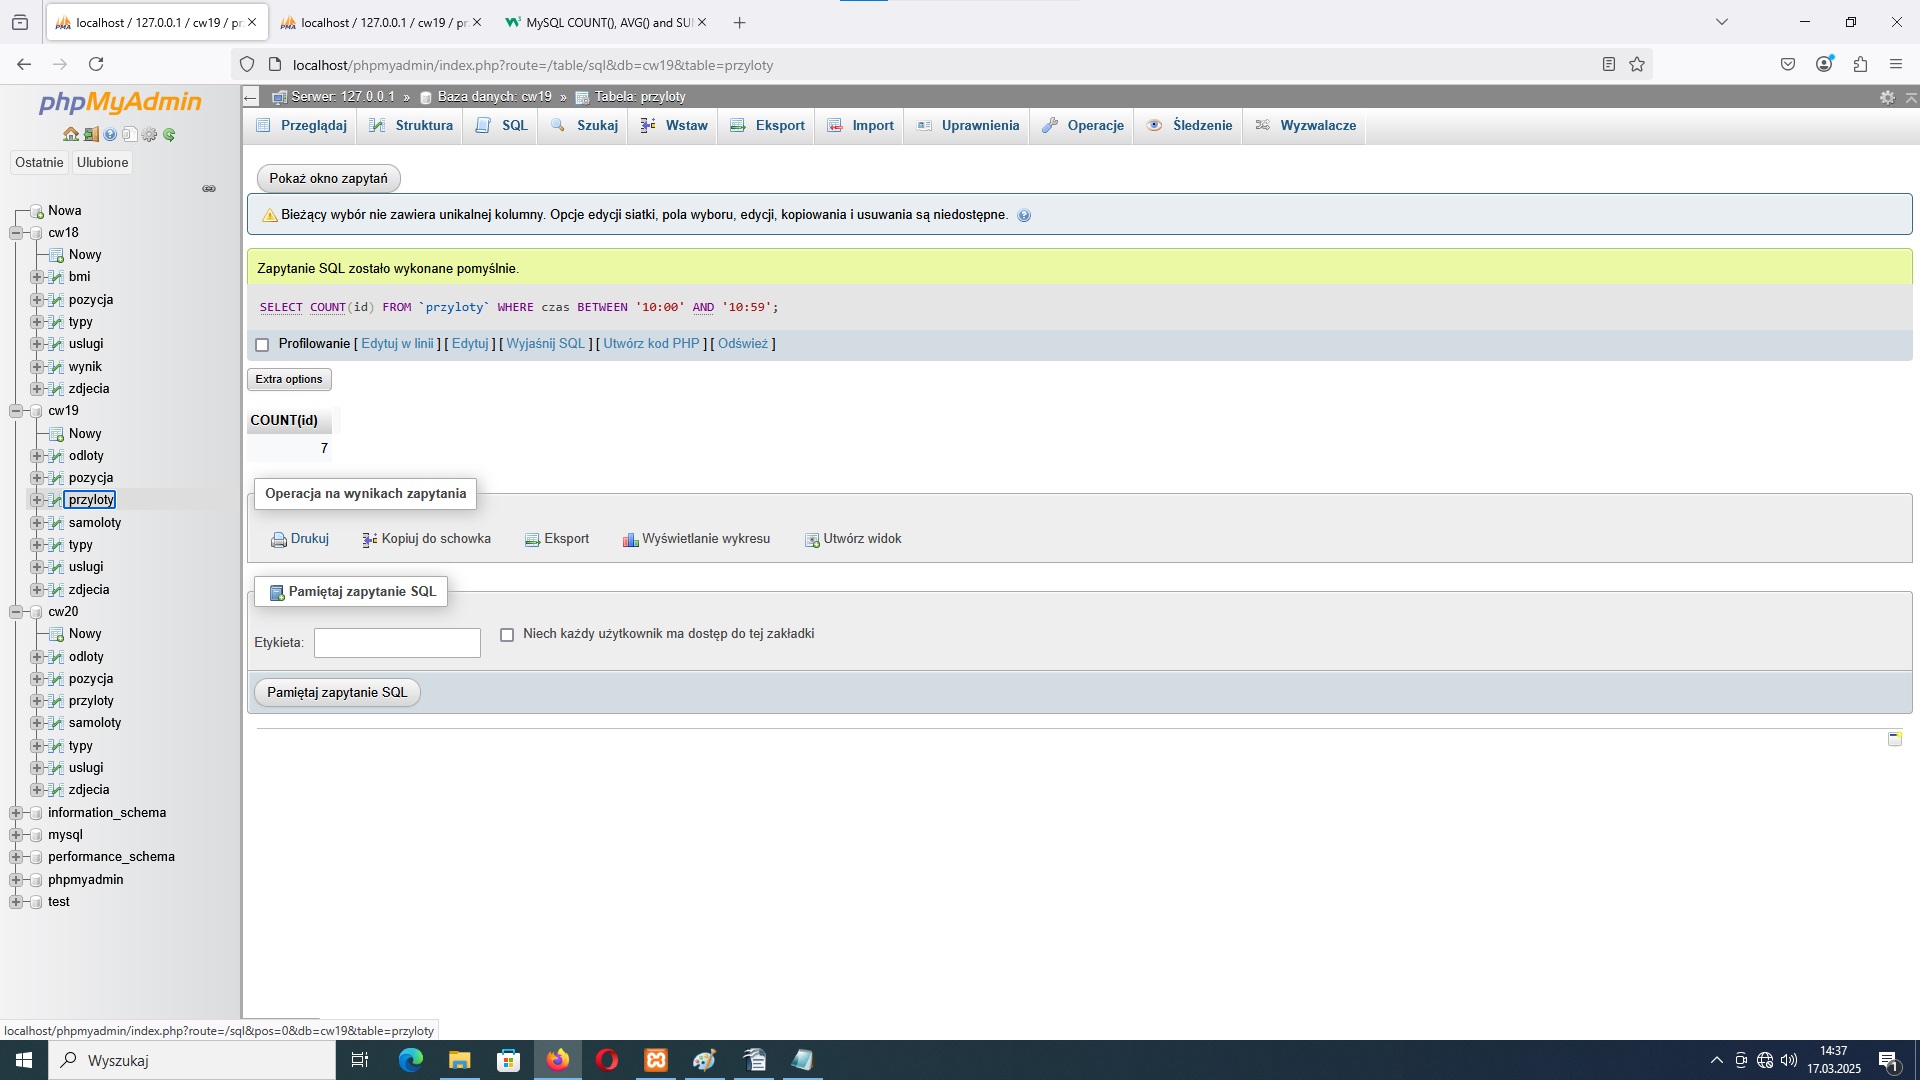 localhost / 127.0.0.1 / cw19 / pr
localhost / 127.0.0.1 / cw19 / pr
MySQL COUNT(), AVG() and SU
localhost/phpmyadmin/index.php?route=/table/sql&db=cw19&table=przyloty
phpMyAdmin
Ostatnie
Ulubione
Nowa
cw18
Nowy
bmi
pozycja
typy
uslugi
wynik
zdjecia
cw19
Nowy
odloty
pozycja
przyloty
samoloty
typy
uslugi
zdjecia
cw20
Nowy
odloty
pozycja
przyloty
samoloty
typy
uslugi
zdjecia
information_schema
mysql
performance_schema
phpmyadmin
test
localhost/phpmyadmin/index.php?route=/sql&pos=0&db=cw19&table=przyloty
Serwer: 127.0.0.1 » Baza danych: cw19 » Tabela: przyloty
Przeglądaj
Struktura
SQL
Szukaj
Wstaw
Eksport
Import
Uprawnienia
Operacje
Śledzenie
Wyzwalacze
Pokaż okno zapytań
Bieżący wybór nie zawiera unikalnej kolumny. Opcje edycji siatki, pola wyboru, edycji, kopiowania i usuwania są niedostępne.
Zapytanie SQL zostało wykonane pomyślnie.
SELECT COUNT(id) FROM `przyloty` WHERE czas BETWEEN '10:00' AND '10:59';
Profilowanie [ Edytuj w linii ] [ Edytuj ] [ Wyjaśnij SQL ] [ Utwórz kod PHP ] [ Odśwież ]
Extra options
COUNT(id)
7
Operacja na wynikach zapytania
Drukuj
Kopiuj do schowka
Eksport
Wyświetlanie wykresu
Utwórz widok
Pamiętaj zapytanie SQL
Etykieta:
Niech każdy użytkownik ma dostęp do tej zakładki
Pamiętaj zapytanie SQL
Wyszukaj
14:37
17.03.2025
1